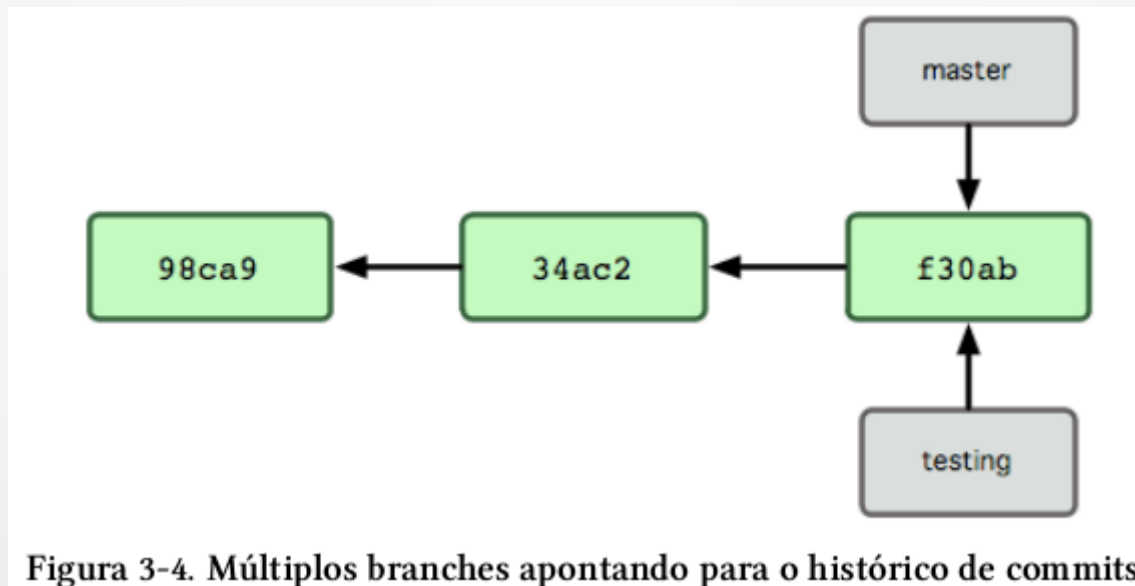 master
98ca9
34ac2
f30ab
testing
Figura 3-4. Múltiplos branches apontando para o histórico de commits